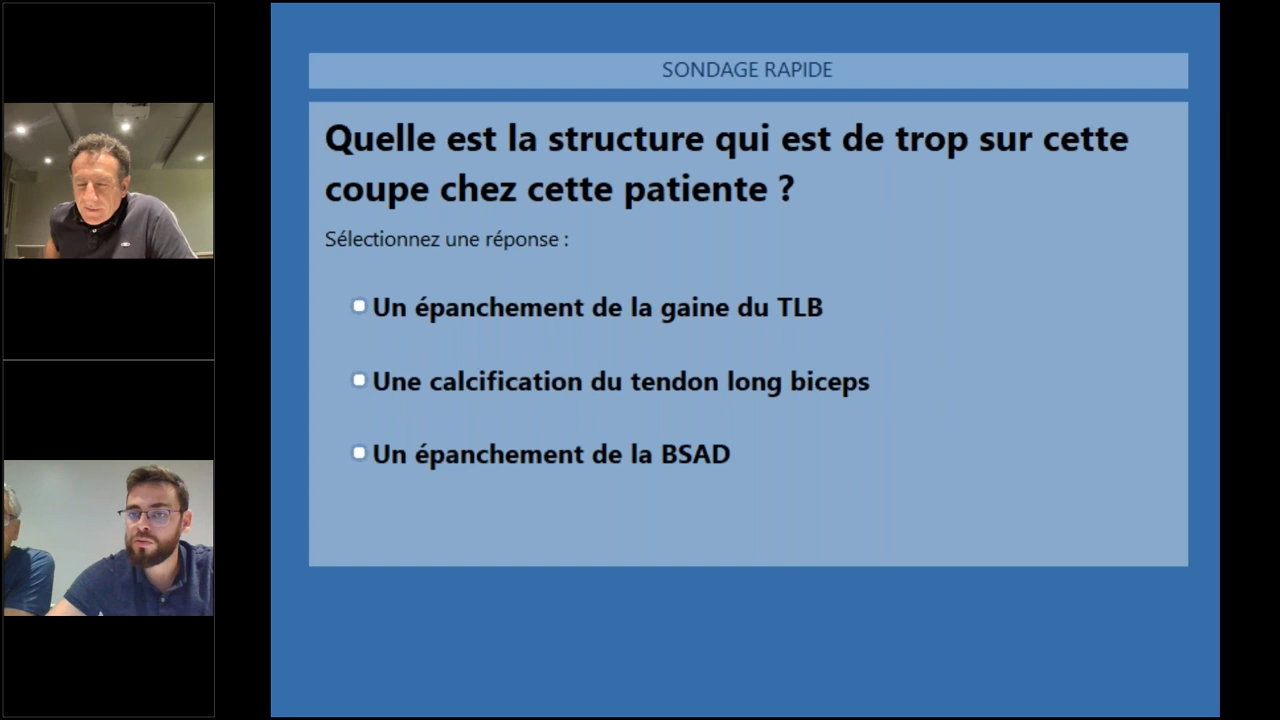 SONDAGE RAPIDE
Quelle est la structure qui est de trop sur cette
coupe chez cette patiente ?
Sélectionnez une réponse :
Un épanchement de la gaine du TLB
Une calcification du tendon long biceps
Un épanchement de la BSAD